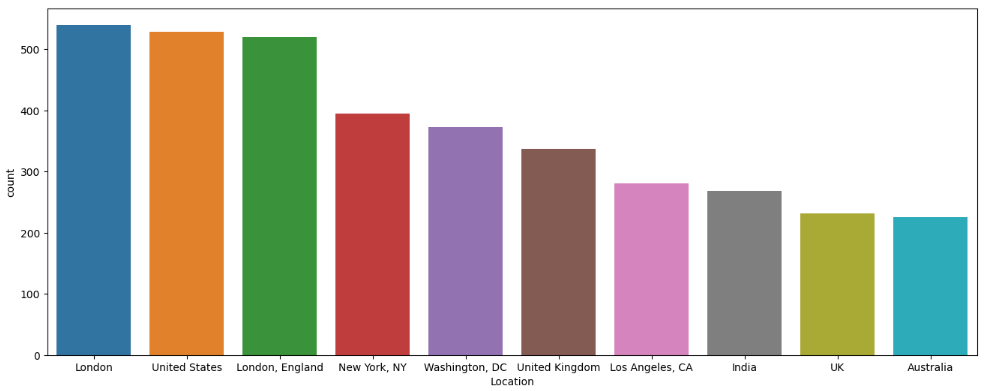 500
400
300
200
100
0
count
London United States London, England New York, NY Washington, DC United Kingdom Los Angeles, CA India UK Australia
Location